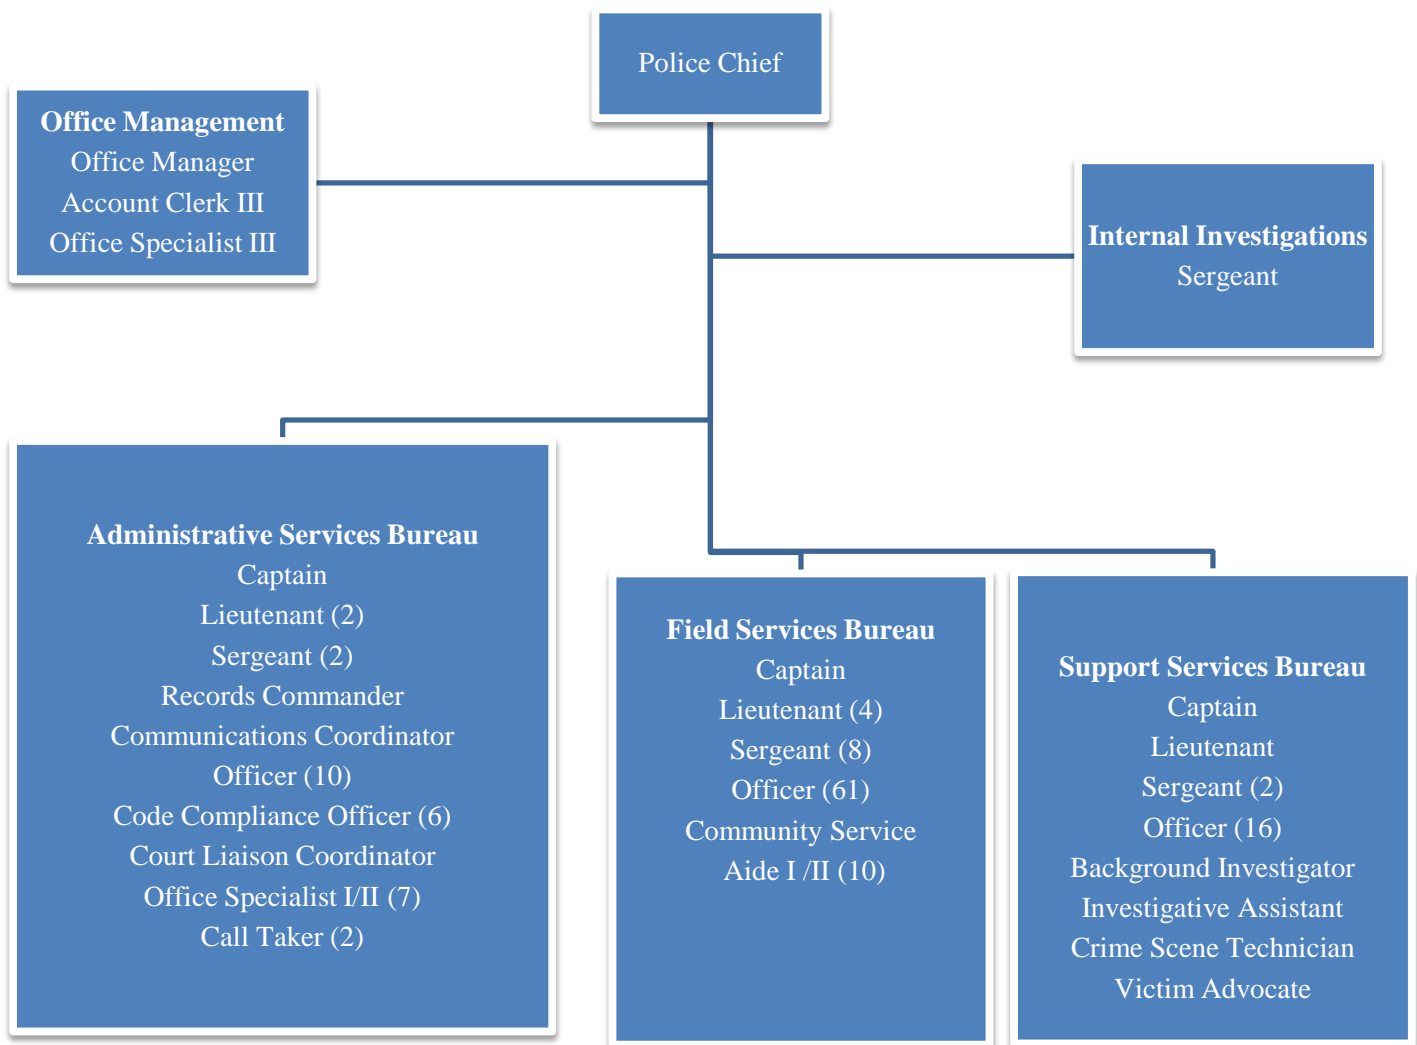 Police Chief
Office Management
Office Manager
Account Clerk III
Office Specialist III
Internal Investigations
Sergeant
Administrative Services Bureau
Captain
Lieutenant (2)
Sergeant (2)
Records Commander
Communications Coordinator
Officer (10)
Code Compliance Officer (6)
Court Liaison Coordinator
Office Specialist I/II (7)
Call Taker (2)
Field Services Bureau
Captain
Lieutenant (4)
Sergeant (8)
Officer (61)
Community Service
Aide I /II (10)
Support Services Bureau
Captain
Lieutenant
Sergeant (2)
Officer (16)
Background Investigator
Investigative Assistant
Crime Scene Technician
Victim Advocate